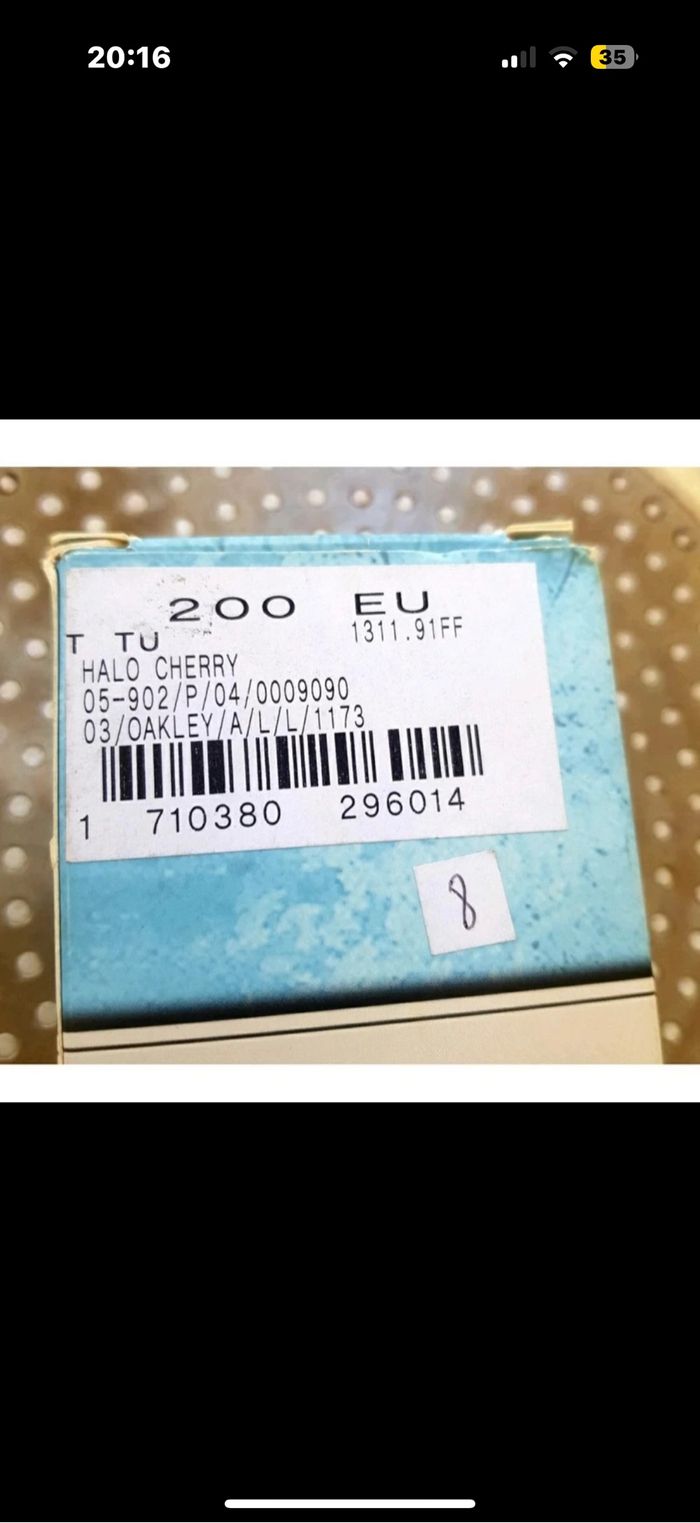 20:16
35
200 EU
T TU 1311.91FF
HALO CHERRY
05-902/P/04/0009090
03/OAKLEY/A/L/L/1173
1 710380 296014
8